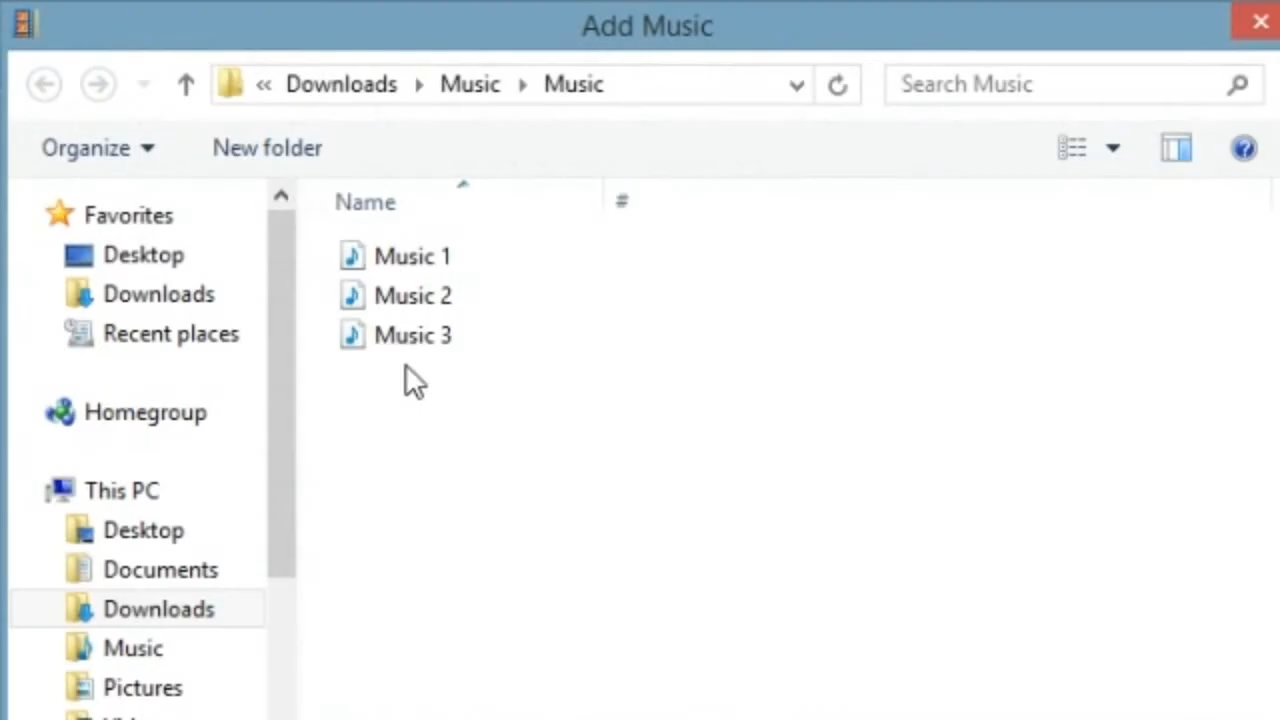 Add Music
« Downloads Music Music
Search Music
Organize
New folder
Name
#
Music 1
Music 2
Music 3
Favorites
Desktop
Downloads
Recent places
Homegroup
This PC
Desktop
Documents
Downloads
Music
Pictures